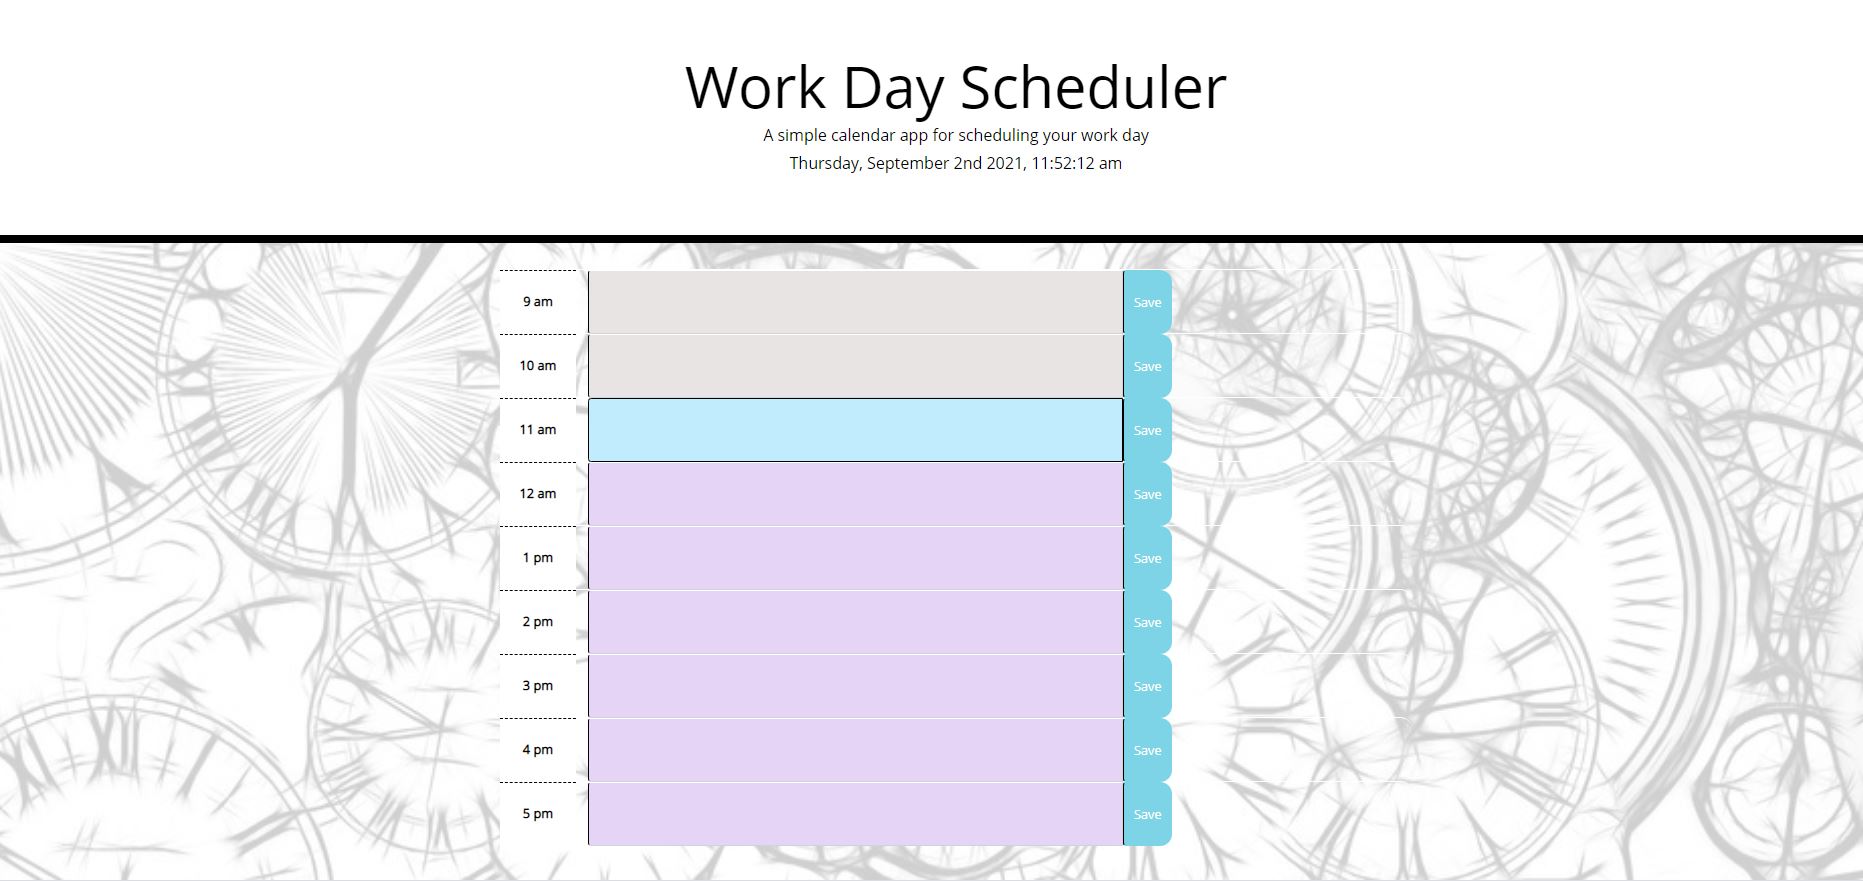 Work Day Scheduler
A simple calendar app for scheduling your work day
Thursday, September 2nd 2021, 11:52:12 am
9 am Save
10 am Save
11 am Save
12 am Save
1 pm Save
2 pm Save
3 pm Save
4 pm Save
5 pm Save